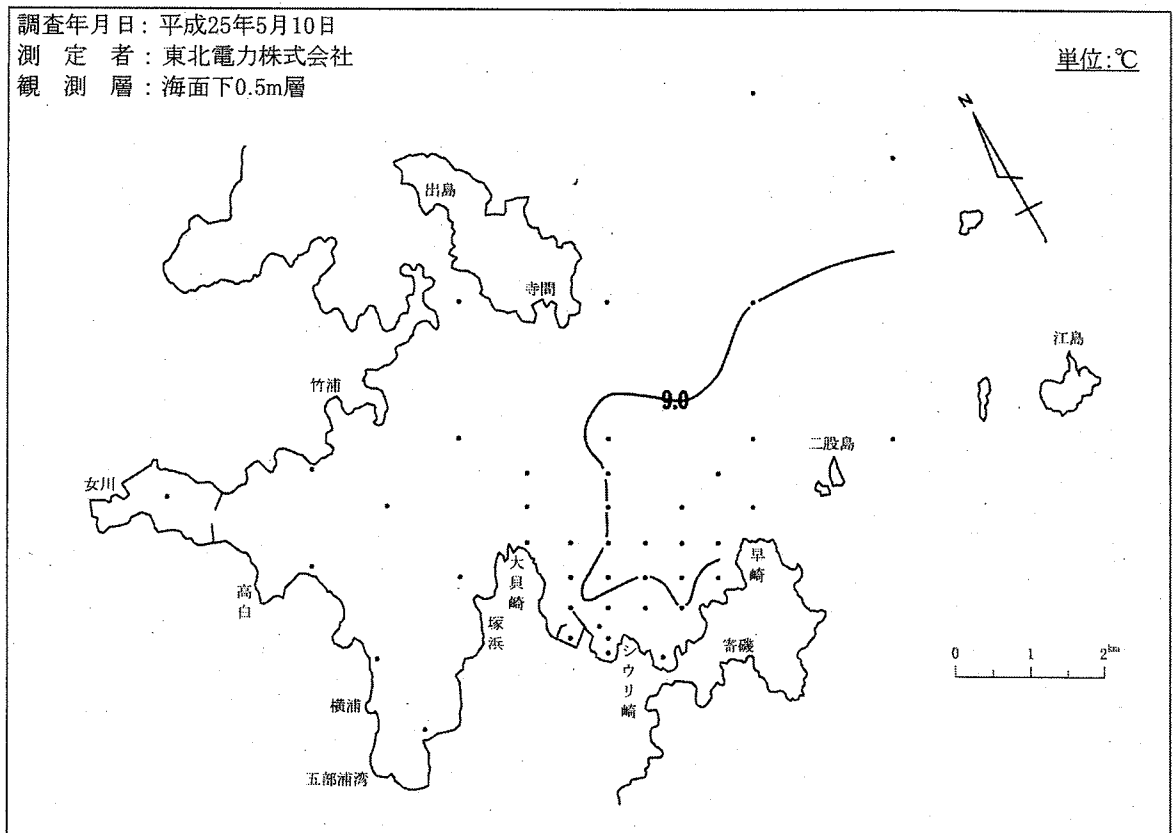 調査年月日：平成25年5月10日
測　定　者：東北電力株式会社
観　測　層：海面下0.5m層
単位:℃
N
出島
寺間
江島
竹浦
9.0
二股島
女川
早崎
大貝崎
高白
塚浜
シウリ崎
寄磯
0 1 2km
横浦
五部浦湾